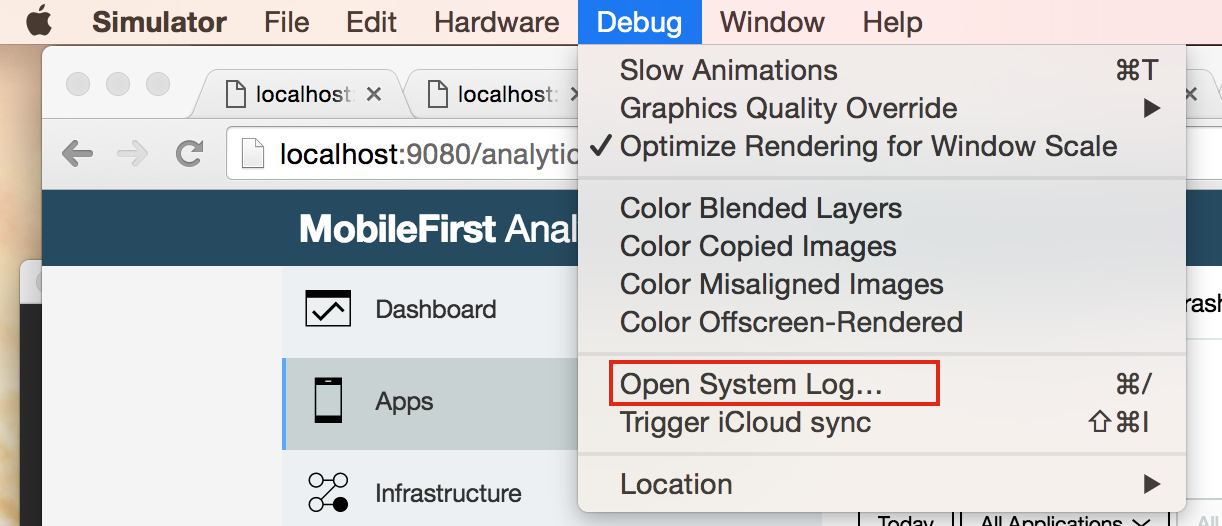 Simulator File Edit Hardware Debug Window Help
Slow Animations ⌘T
localhost: localhost:
Graphics Quality Override
Optimize Rendering for Window Scale
localhost:9080/analytic
Color Blended Layers
MobileFirst Anal
Color Copied Images
Color Misaligned Images
Dashboard
Color Offscreen-Rendered
Open System Log... ⌘/
Apps
Trigger iCloud sync ⇧⌘I
Location
Infrastructure
Today All Applications All